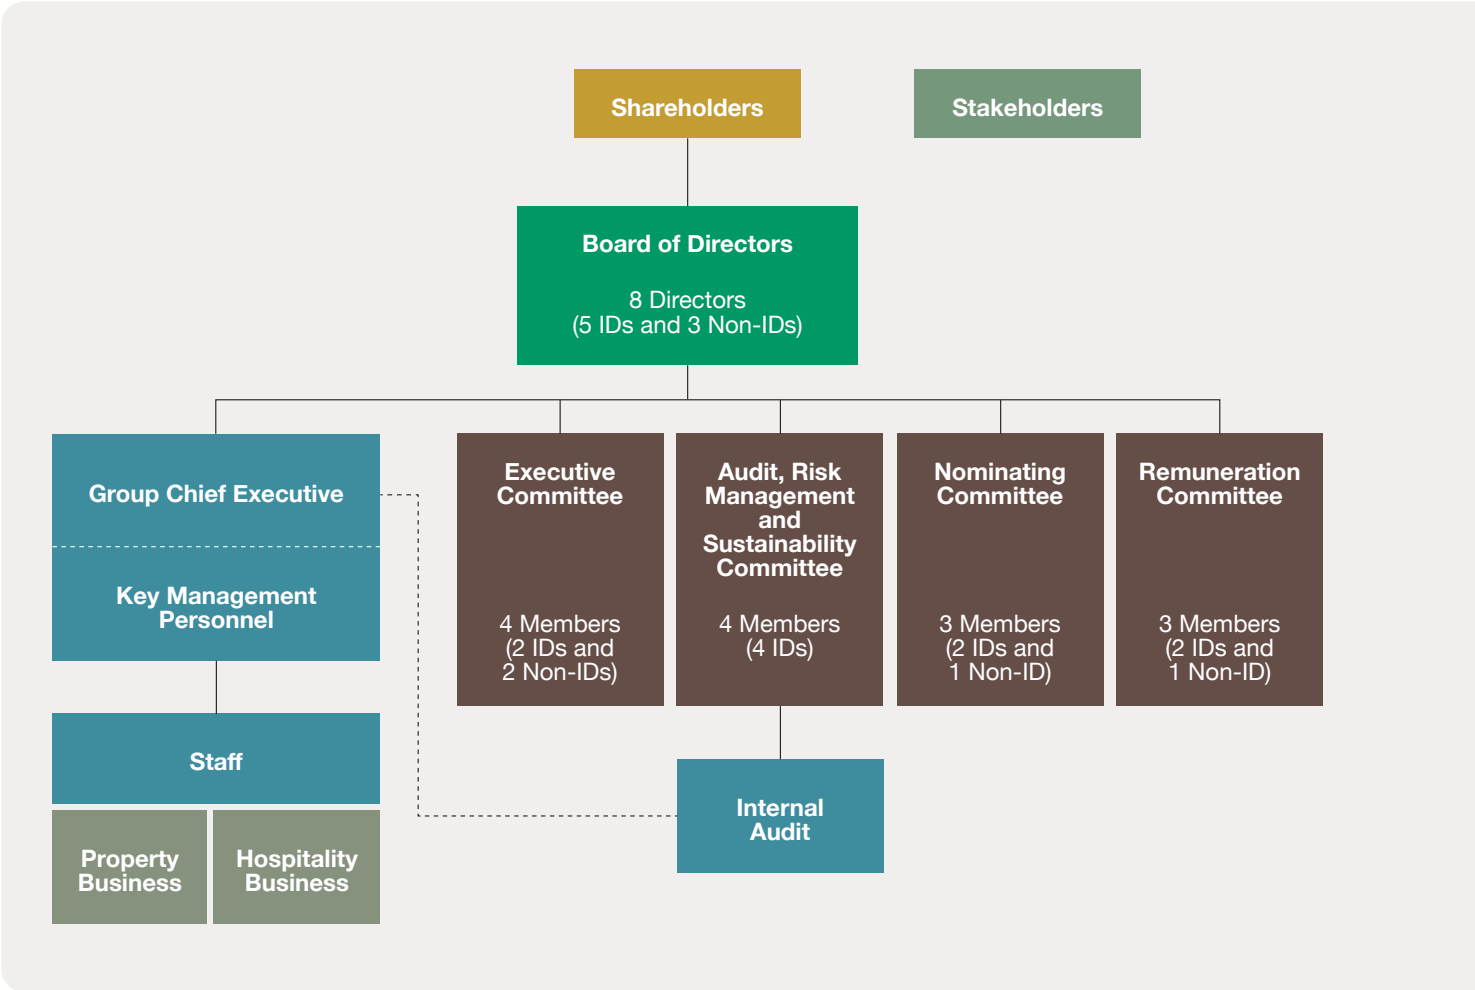 Shareholders
Stakeholders
Board of Directors
8 Directors
(5 IDs and 3 Non-IDs)
Group Chief Executive
Key Management
Personnel
Staff
Property
Business
Hospitality
Business
Executive
Committee
4 Members
(2 IDs and
2 Non-IDs)
Audit, Risk
Management
and
Sustainability
Committee
4 Members
(4 IDs)
Internal
Audit
Nominating
Committee
3 Members
(2 IDs and
1 Non-ID)
Remuneration
Committee
3 Members
(2 IDs and
1 Non-ID)